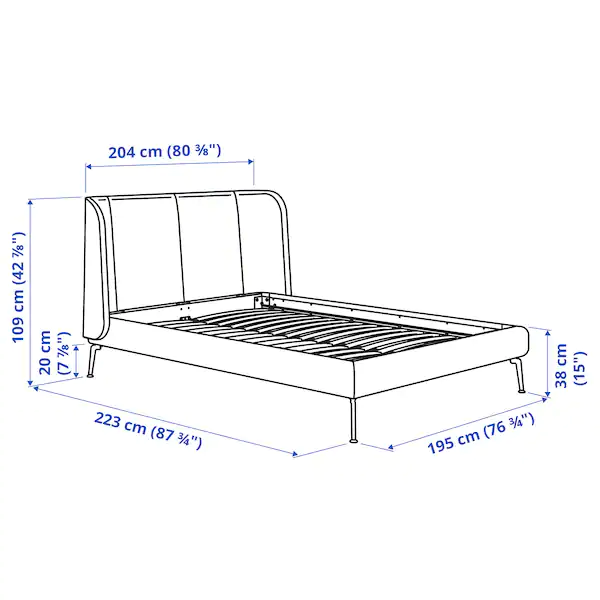 204 cm (80 ⅜")
109 cm (42 ⅞")
20 cm
(7 ⅞")
223 cm (87 ¾")
195 cm (76 ¾")
38 cm
(15")